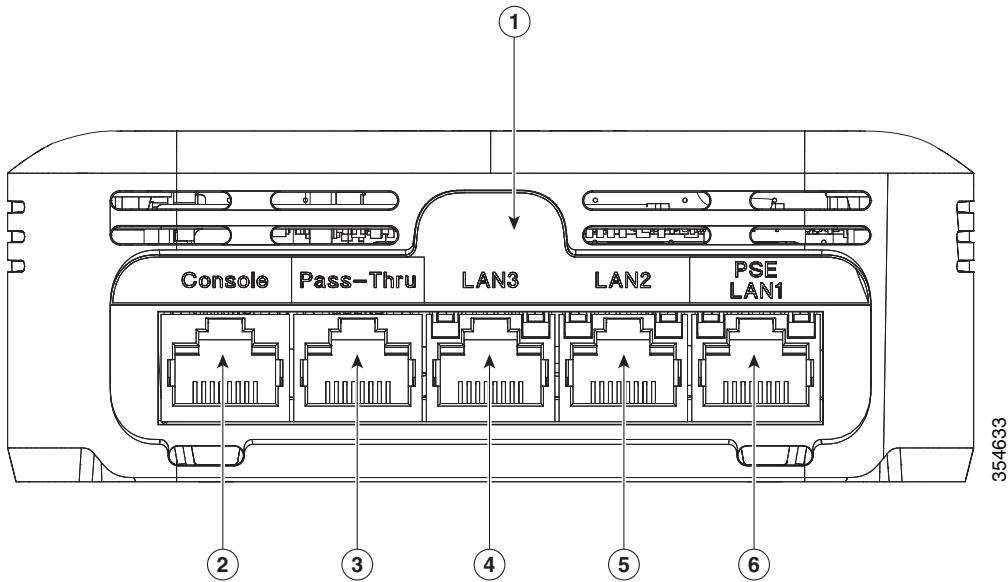 1
Console
Pass-Thru
LAN3
LAN2
PSE
LAN1
2
3
4
5
6
354633